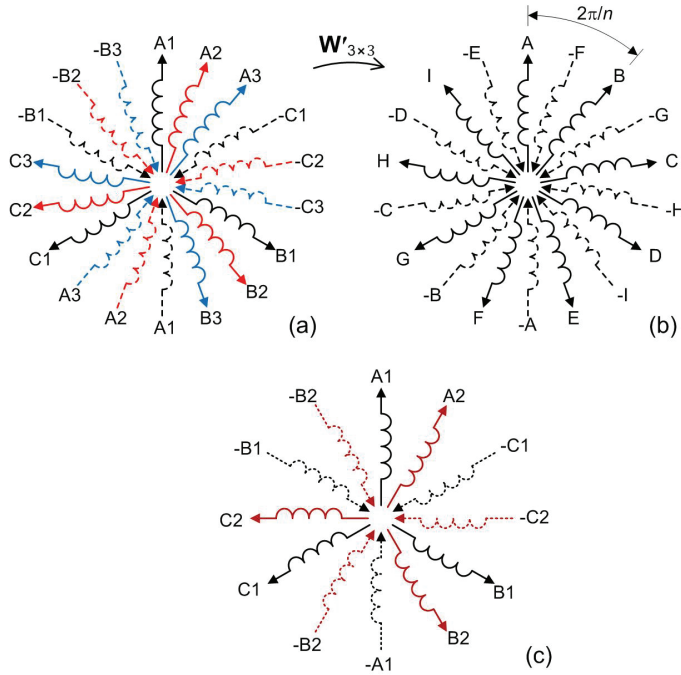 A1
A2
A3
-C1
-C2
-C3
B1
B2
B3
A1
A2
A3
C1
C2
C3
-B1
-B2
-B3
(a)
W'3×3
2π/n
A
-F
B
-G
C
-H
D
-I
E
-A
F
-B
G
-C
H
-D
I
-E
(b)
A1
A2
-C1
-C2
B1
B2
-A1
-B2
C1
C2
-B1
-B2
(c)